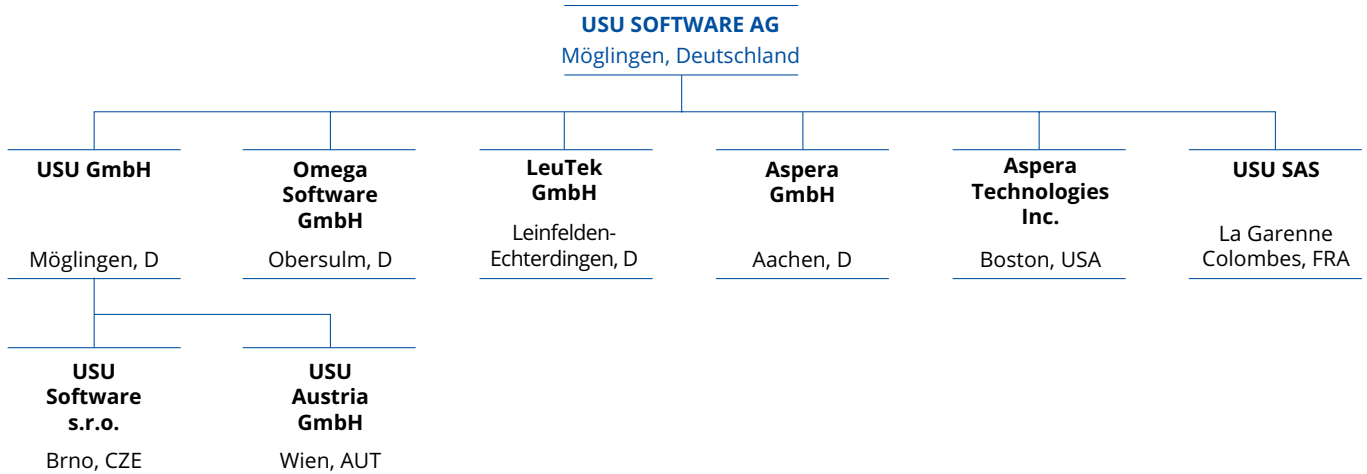 USU SOFTWARE AG
Möglingen, Deutschland
USU GmbH
Möglingen, D
Omega
Software
GmbH
Obersulm, D
LeuTek
GmbH
Leinfelden-
Echterdingen, D
Aspera
GmbH
Aachen, D
Aspera
Technologies
Inc.
Boston, USA
USU SAS
La Garenne
Colombes, FRA
USU
Software
s.r.o.
Brno, CZE
USU
Austria
GmbH
Wien, AUT